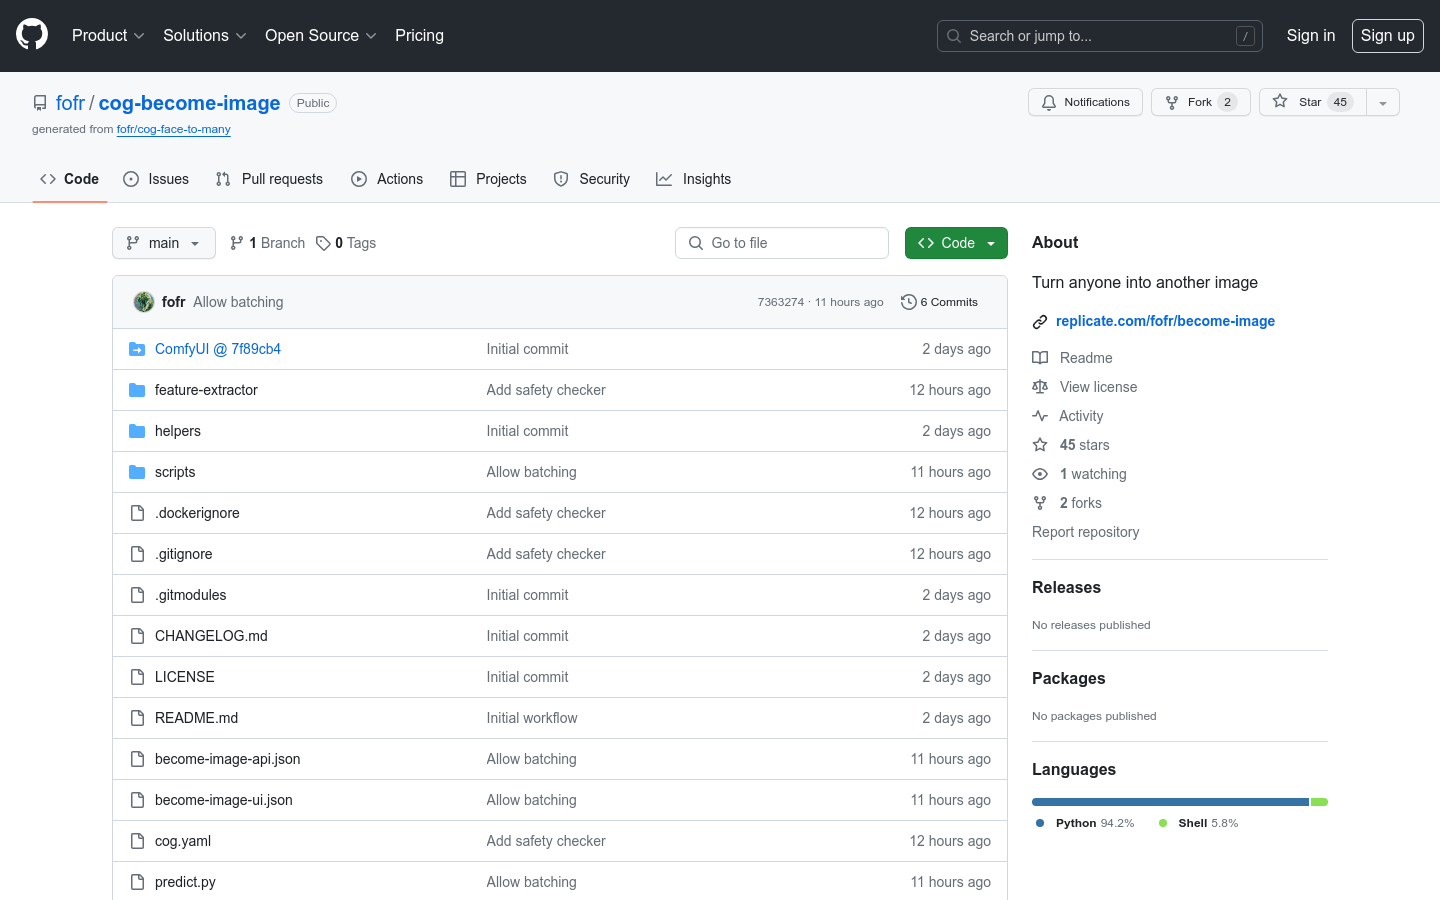 Product Solutions Open Source Pricing Search or jump to... / Sign in Sign up
fofr / cog-become-image Public Notifications Fork 2 Star 45
generated from fofr/cog-face-to-many
Code Issues Pull requests Actions Projects Security Insights
main 1 Branch 0 Tags Go to file Code
fofr Allow batching 7363274 · 11 hours ago 6 Commits
ComfyUI @ 7f89cb4 Initial commit 2 days ago
feature-extractor Add safety checker 12 hours ago
helpers Initial commit 2 days ago
scripts Allow batching 11 hours ago
.dockerignore Add safety checker 12 hours ago
.gitignore Add safety checker 12 hours ago
.gitmodules Initial commit 2 days ago
CHANGELOG.md Initial commit 2 days ago
LICENSE Initial commit 2 days ago
README.md Initial workflow 2 days ago
become-image-api.json Allow batching 11 hours ago
become-image-ui.json Allow batching 11 hours ago
cog.yaml Add safety checker 12 hours ago
predict.py Allow batching 11 hours ago
About
Turn anyone into another image
replicate.com/fofr/become-image
Readme
View license
Activity
45 stars
1 watching
2 forks
Report repository
Releases
No releases published
Packages
No packages published
Languages
Python 94.2% Shell 5.8%